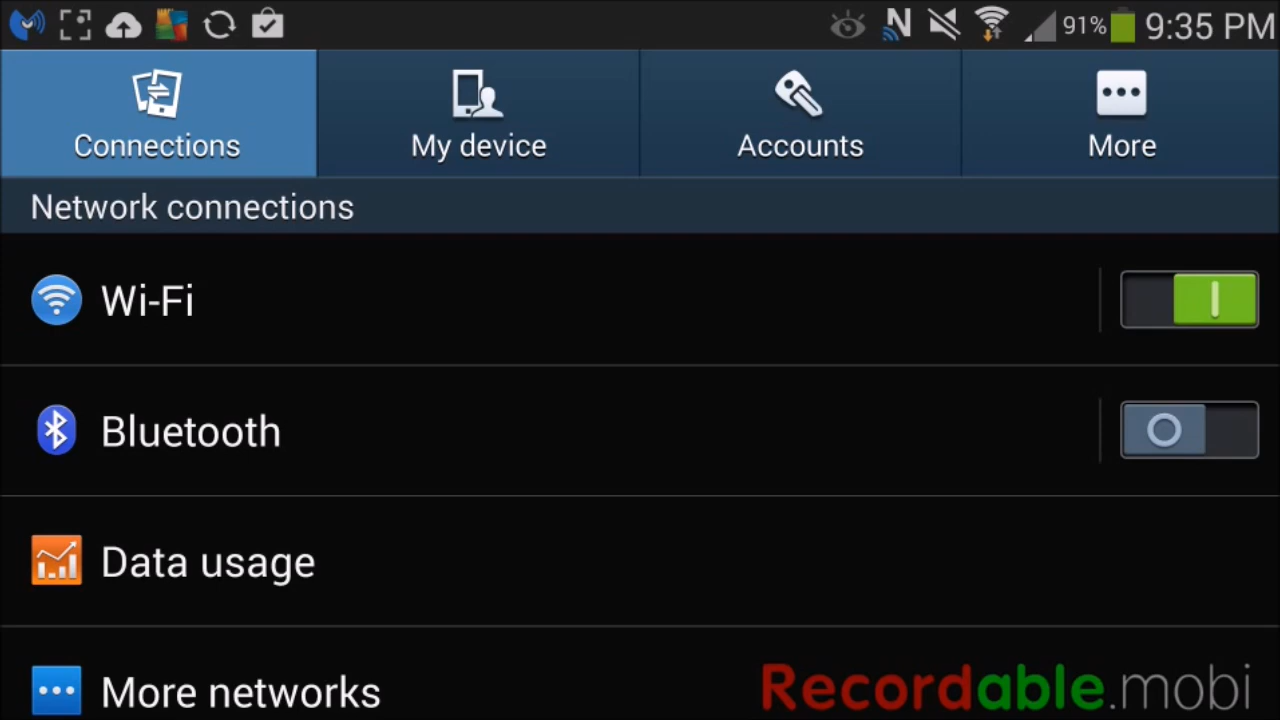 91% 9:35 PM
Connections My device Accounts More
Network connections
Wi-Fi
Bluetooth
Data usage
More networks
Recordable.mobi